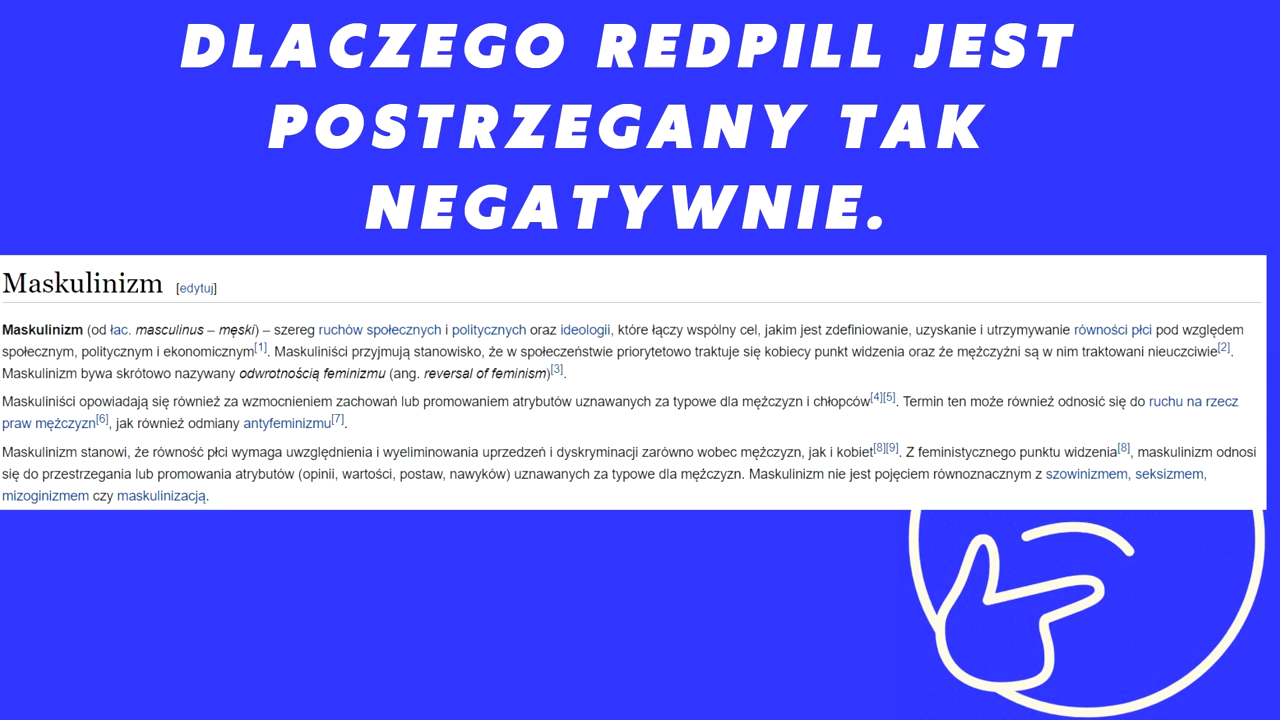 DLACZEGO REDPILL JEST
POSTRZEGANY TAK
NEGATYWNIE.
Maskulinizm [edytuj]
Maskulinizm (od łac. masculinus – męski) – szereg ruchów społecznych i politycznych oraz ideologii, które łączy wspólny cel, jakim jest zdefiniowanie, uzyskanie i utrzymywanie równości płci pod względem
społecznym, politycznym i ekonomicznym[1]. Maskuliniści przyjmują stanowisko, że w społeczeństwie priorytetowo traktuje się kobiecy punkt widzenia oraz że mężczyźni są w nim traktowani nieuczciwie[2].
Maskulinizm bywa skrótowo nazywany odwrotnością feminizmu (ang. reversal of feminism)[3].
Maskuliniści opowiadają się również za wzmocnieniem zachowań lub promowaniem atrybutów uznawanych za typowe dla mężczyzn i chłopców[4][5]. Termin ten może również odnosić się do ruchu na rzecz
praw mężczyzn[6], jak również odmiany antyfeminizmu[7].
Maskulinizm stanowi, że równość płci wymaga uwzględnienia i wyeliminowania uprzedzeń i dyskryminacji zarówno wobec mężczyzn, jak i kobiet[8][9]. Z feministycznego punktu widzenia[8], maskulinizm odnosi
się do przestrzegania lub promowania atrybutów (opinii, wartości, postaw, nawyków) uznawanych za typowe dla mężczyzn. Maskulinizm nie jest pojęciem równoznacznym z szowinizmem, seksizmem,
mizoginizmem czy maskulinizacją.